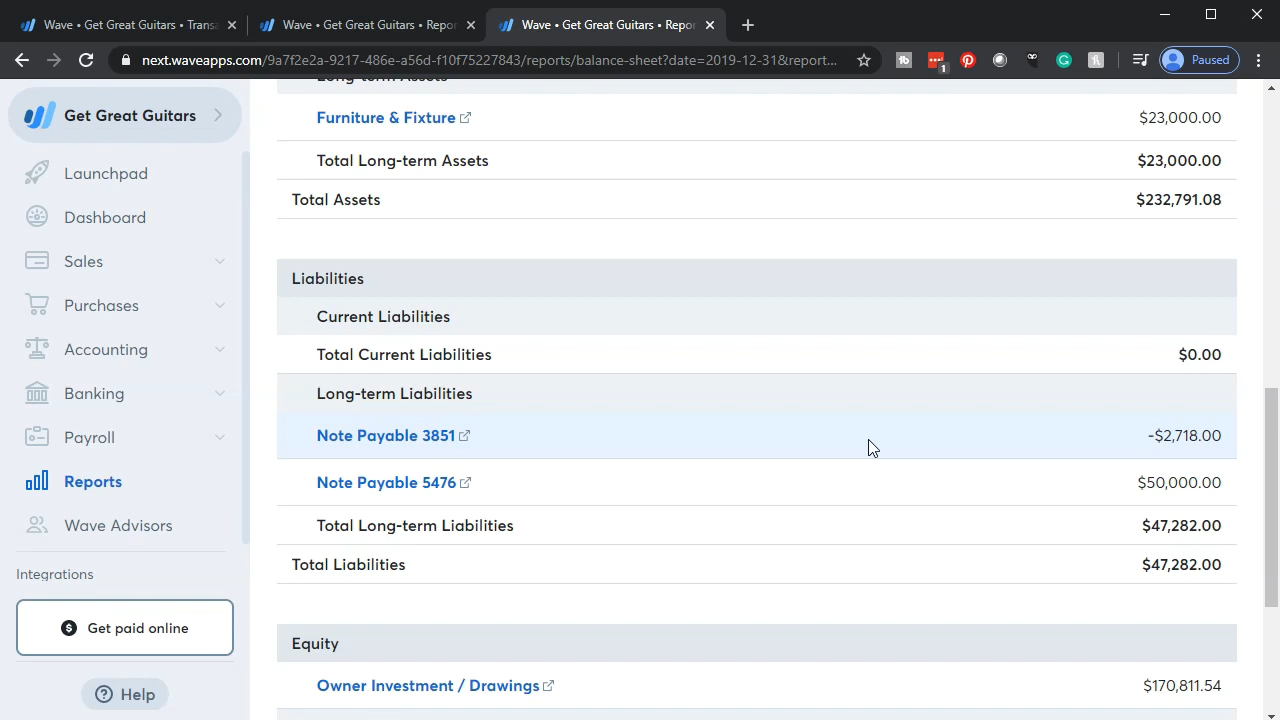 Wave • Get Great Guitars • Transa
Wave • Get Great Guitars • Repor
Wave • Get Great Guitars • Repor
next.waveapps.com/9a7f2e2a-9217-486e-a56d-f10f75227843/reports/balance-sheet?date=2019-12-31&report...
1
Paused
Get Great Guitars
Launchpad
Dashboard
Sales
Purchases
Accounting
Banking
Payroll
Reports
Wave Advisors
Integrations
Get paid online
Help
Long-term Assets
Furniture & Fixture $23,000.00
Total Long-term Assets $23,000.00
Total Assets $232,791.08
Liabilities
Current Liabilities
Total Current Liabilities $0.00
Long-term Liabilities
Note Payable 3851 -$2,718.00
Note Payable 5476 $50,000.00
Total Long-term Liabilities $47,282.00
Total Liabilities $47,282.00
Equity
Owner Investment / Drawings $170,811.54